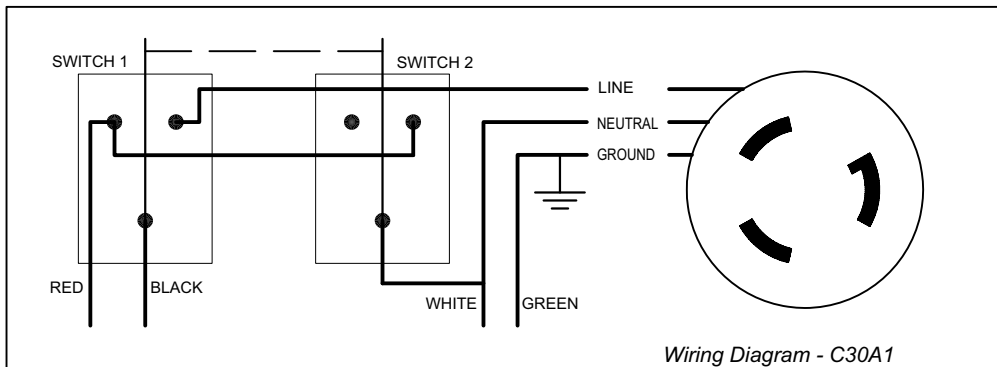 SWITCH 1
SWITCH 2
LINE
NEUTRAL
GROUND
RED
BLACK
WHITE
GREEN
Wiring Diagram - C30A1